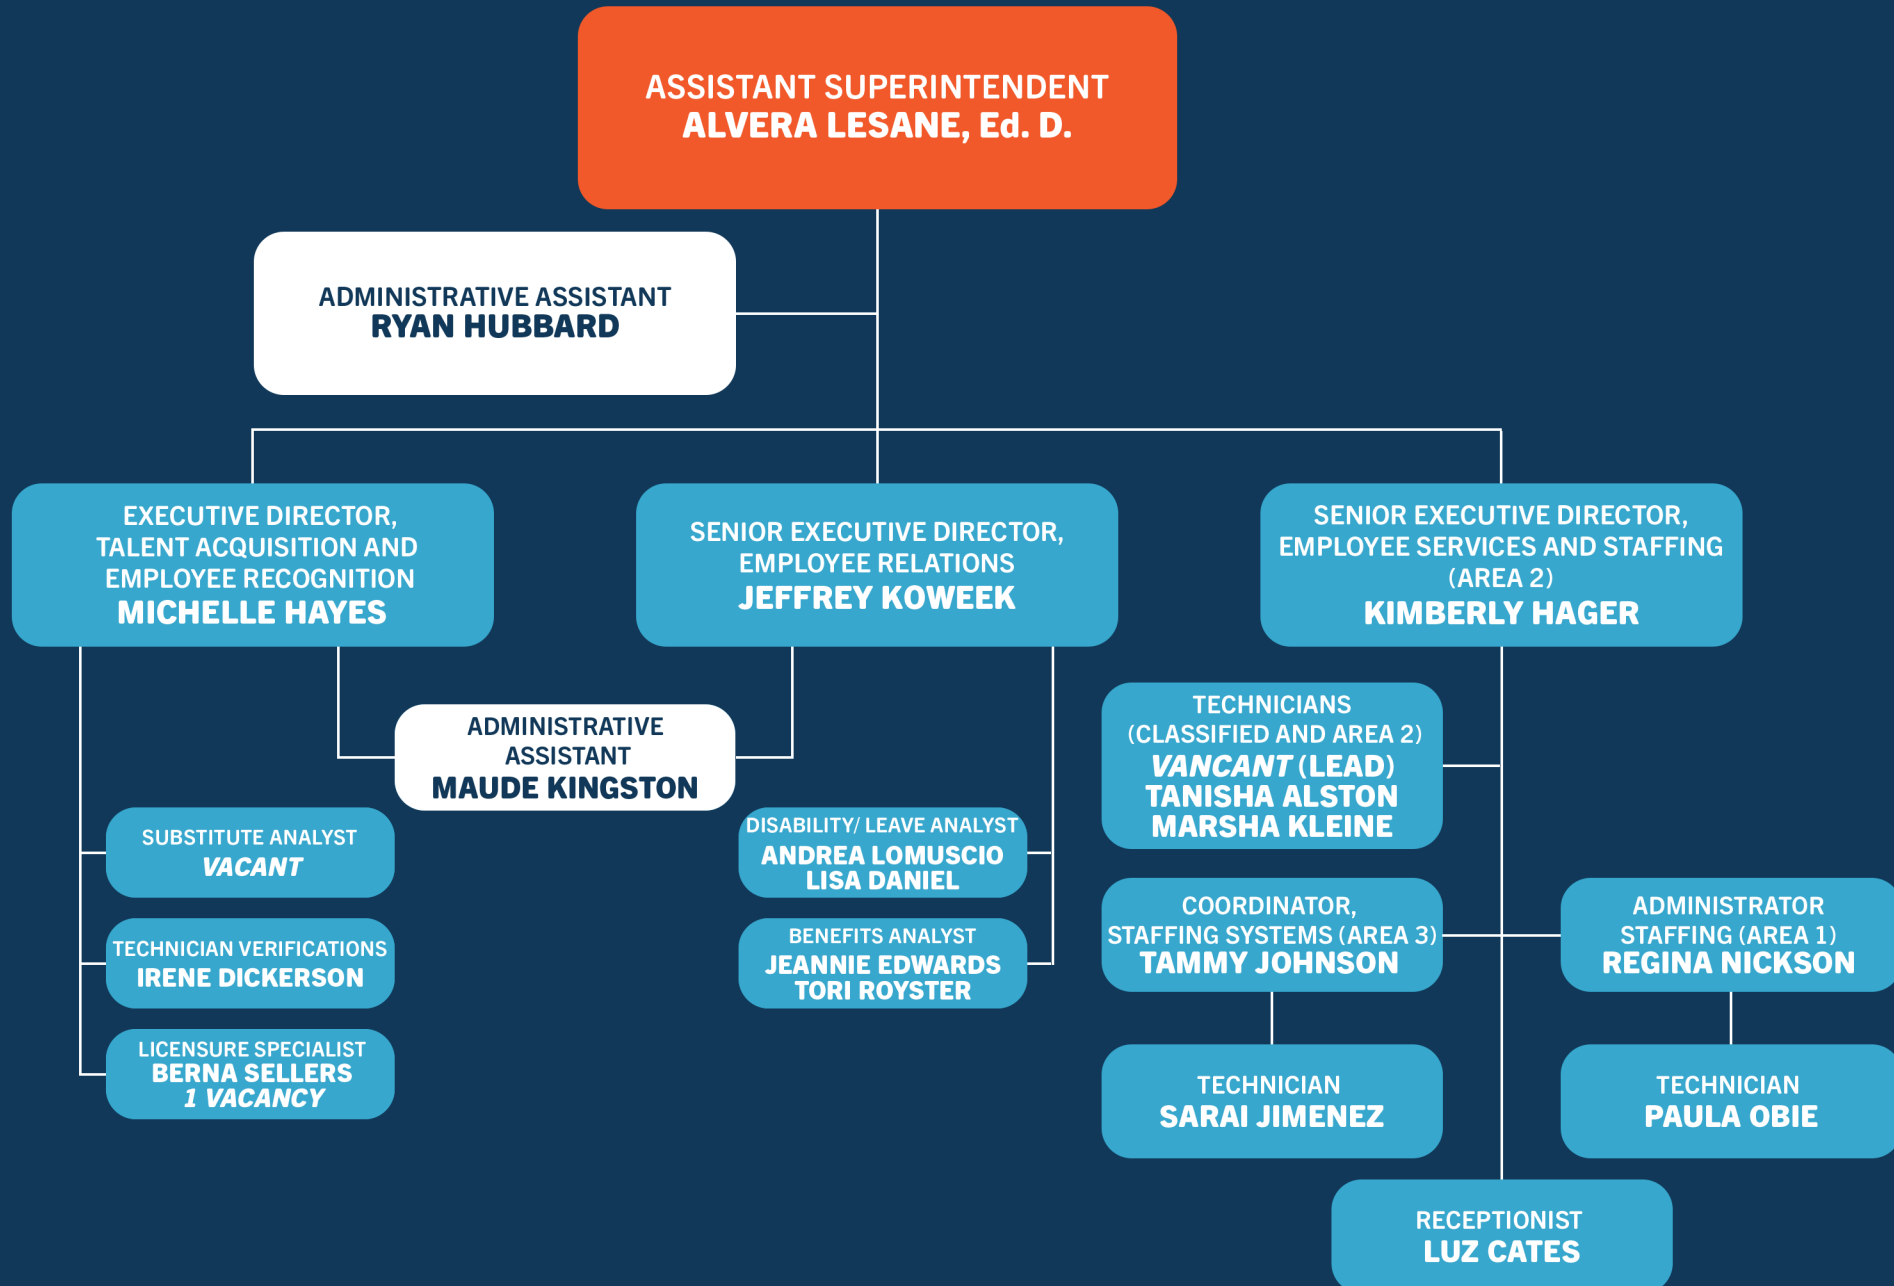 ASSISTANT SUPERINTENDENT
ALVERA LESANE, Ed. D.
ADMINISTRATIVE ASSISTANT
RYAN HUBBARD
EXECUTIVE DIRECTOR,
TALENT ACQUISITION AND
EMPLOYEE RECOGNITION
MICHELLE HAYES
SENIOR EXECUTIVE DIRECTOR,
EMPLOYEE RELATIONS
JEFFREY KOWEEK
SENIOR EXECUTIVE DIRECTOR,
EMPLOYEE SERVICES AND STAFFING
(AREA 2)
KIMBERLY HAGER
ADMINISTRATIVE
ASSISTANT
MAUDE KINGSTON
SUBSTITUTE ANALYST
VACANT
TECHNICIAN VERIFICATIONS
IRENE DICKERSON
LICENSURE SPECIALIST
BERNA SELLERS
1 VACANCY
DISABILITY/ LEAVE ANALYST
ANDREA LOMUSCIO
LISA DANIEL
BENEFITS ANALYST
JEANNIE EDWARDS
TORI ROYSTER
TECHNICIANS
(CLASSIFIED AND AREA 2)
VANCANT (LEAD)
TANISHA ALSTON
MARSHA KLEINE
COORDINATOR,
STAFFING SYSTEMS (AREA 3)
TAMMY JOHNSON
ADMINISTRATOR
STAFFING (AREA 1)
REGINA NICKSON
TECHNICIAN
SARAI JIMENEZ
TECHNICIAN
PAULA OBIE
RECEPTIONIST
LUZ CATES